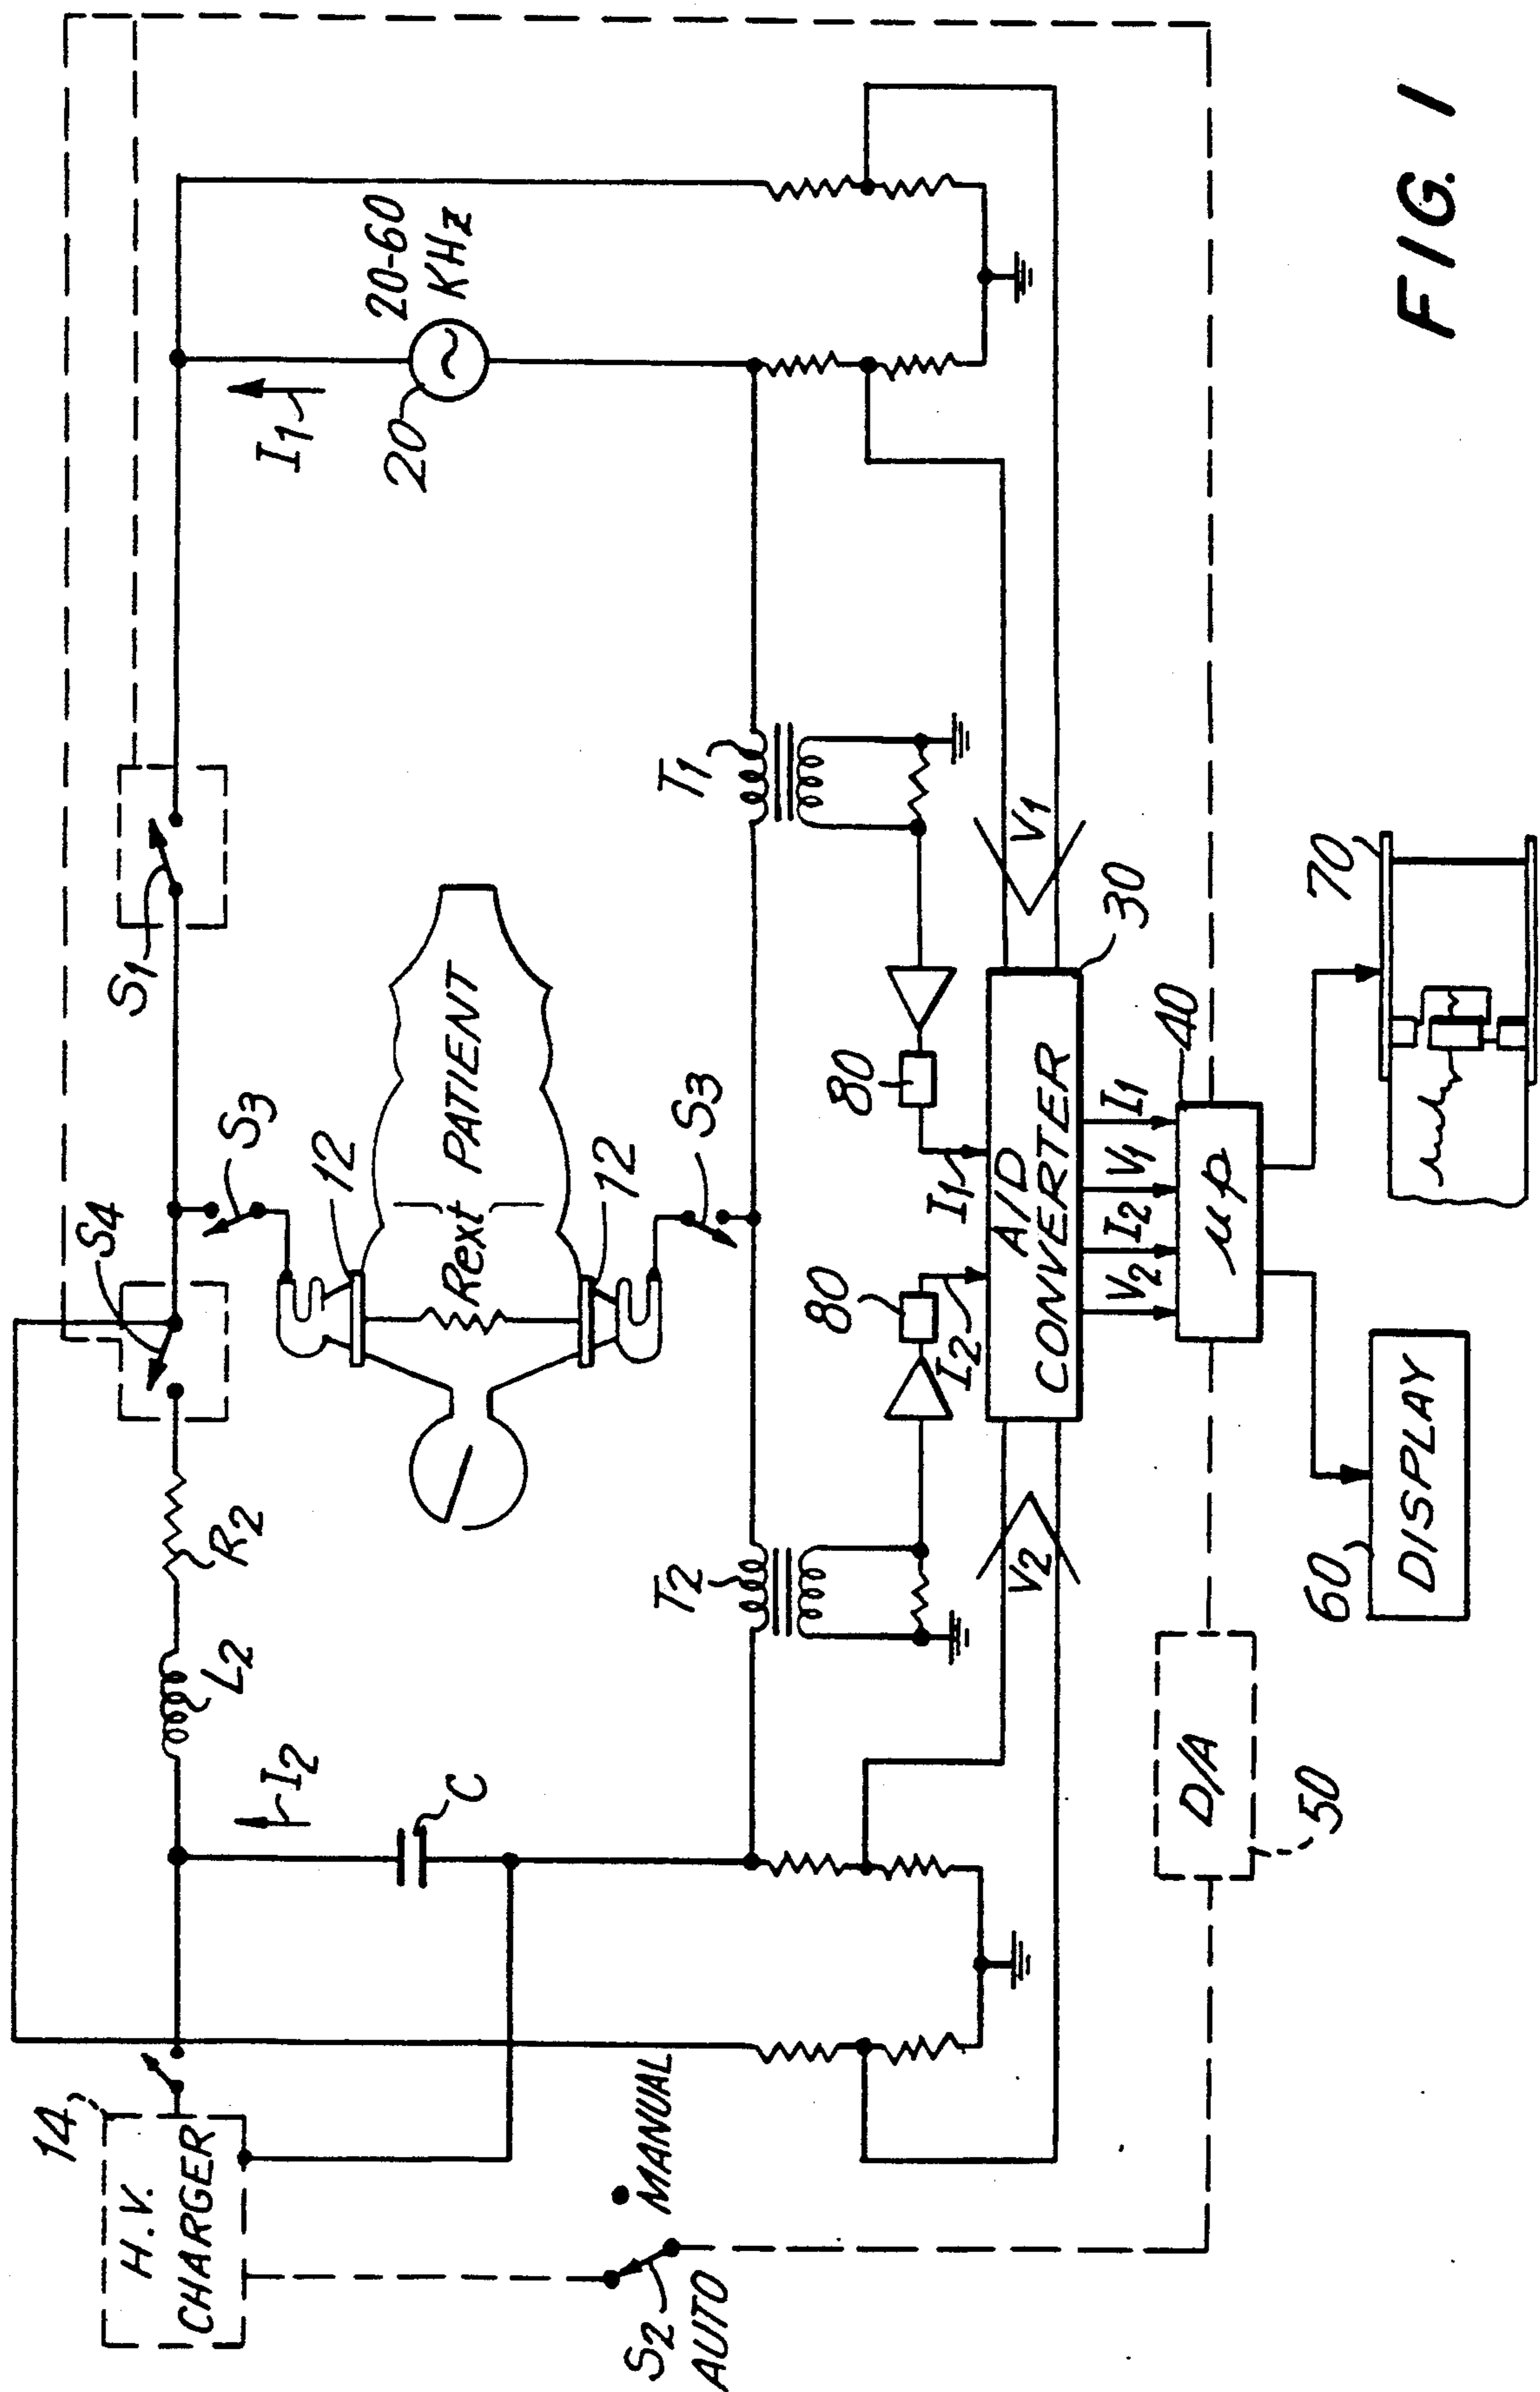 14
H.V.
CHARGER
S2
AUTO
MANUAL
I2
C
L2
R2
S4
S3
S1
I1
20
20-60
KHz
12
Rext
PATIENT
12
S3
T2
T1
80
80
I2
I1
V2
V1
A/D
CONVERTER
30
V2
I2
V1
I1
40
μp
D/A
50
60
DISPLAY
70
FIG. 1